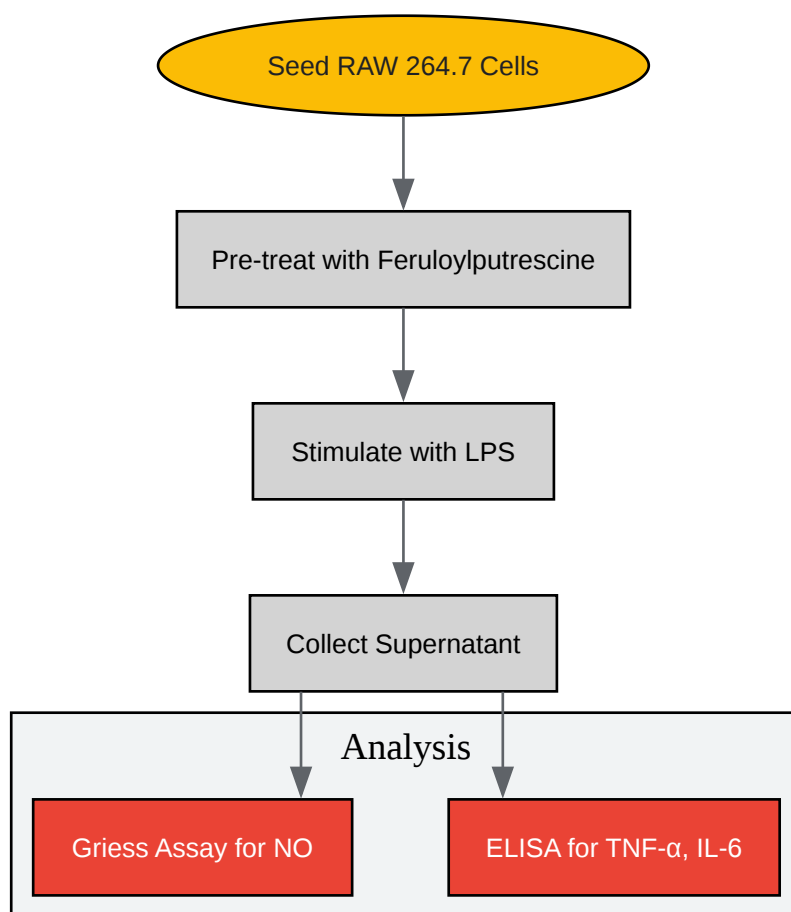 Seed RAW 264.7 Cells
Pre-treat with Feruloylputrescine
Stimulate with LPS
Collect Supernatant
Analysis
Griess Assay for NO
ELISA for TNF-α, IL-6